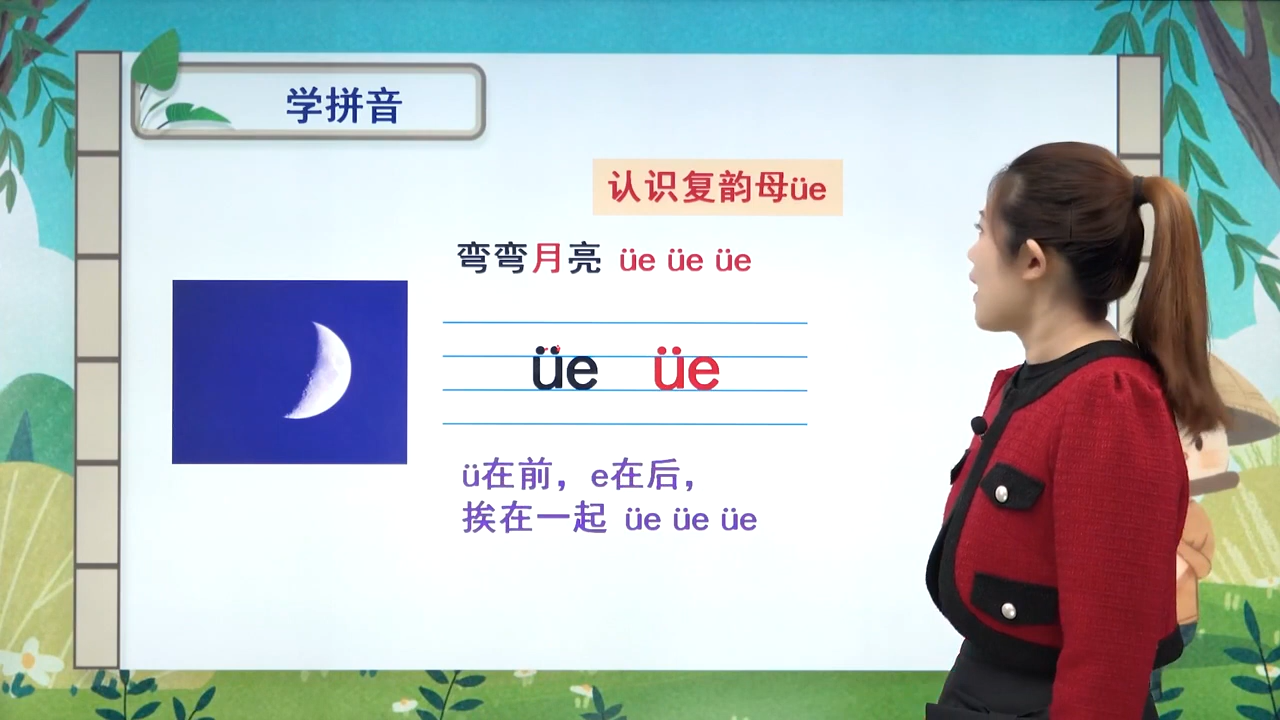 学拼音
认识复韵母üe
弯弯月亮 üe üe üe
üe üe
ü在前，e在后，
挨在一起 üe üe üe